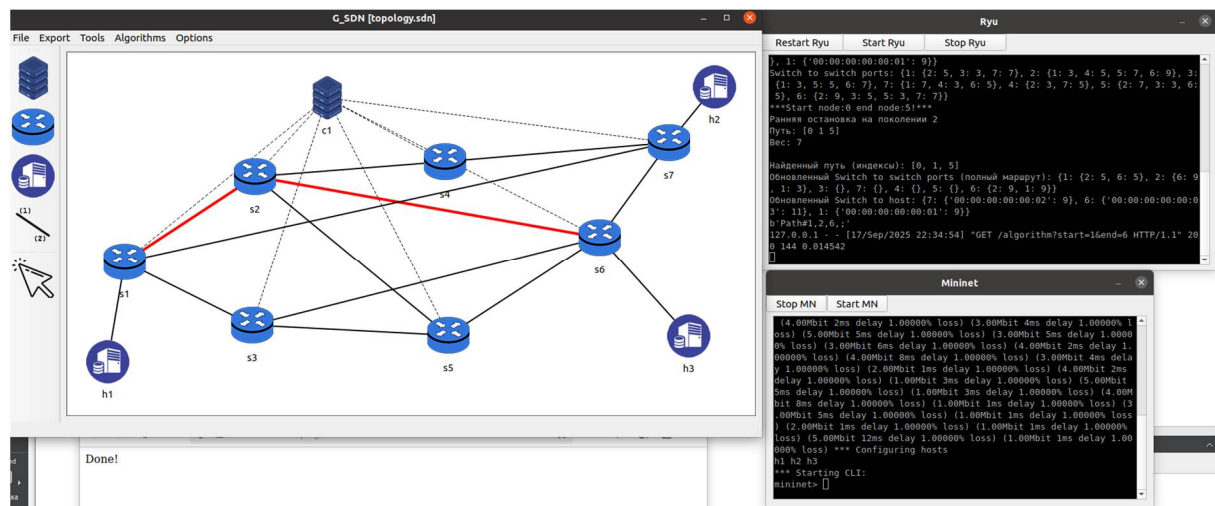 G_SDN [topology.sdn]
File Export Tools Algorithms Options
(1)
(2)
c1
h2
s7
s4
s2
s6
s1
s3
s5
h1
h3
Done!
Ryu
Restart Ryu Start Ryu Stop Ryu
}, 1: {'00:00:00:00:00:01': 9}}
Switch to switch ports: {1: {2: 5, 3: 3, 7: 7}, 2: {1: 3, 4: 5, 5: 7, 6: 9}, 3:
{1: 3, 5: 5, 6: 7}, 7: {1: 7, 4: 3, 6: 5}, 4: {2: 3, 7: 5}, 5: {2: 7, 3: 3, 6:
5}, 6: {2: 9, 3: 5, 5: 3, 7: 7}}
***Start node:0 end node:5!***
Ранняя остановка на поколении 2
Путь: [0 1 5]
Вес: 7
Найденный путь (индексы): [0, 1, 5]
Обновленный Switch to switch ports (полный маршрут): {1: {2: 5, 6: 5}, 2: {6: 9
, 1: 3}, 3: {}, 7: {}, 4: {}, 5: {}, 6: {2: 9, 1: 9}}
Обновленный Switch to host: {7: {'00:00:00:00:00:02': 9}, 6: {'00:00:00:00:00:0
3': 11}, 1: {'00:00:00:00:00:01': 9}}
b'Path#1,2,6,;'
127.0.0.1 - - [17/Sep/2025 22:34:54] "GET /algorithm?start=1&end=6 HTTP/1.1" 20
0 144 0.014542
Mininet
Stop MN Start MN
(4.00Mbit 2ms delay 1.00000% loss) (3.00Mbit 4ms delay 1.00000% l
oss) (5.00Mbit 5ms delay 1.00000% loss) (3.00Mbit 5ms delay 1.0000
0% loss) (3.00Mbit 6ms delay 1.00000% loss) (4.00Mbit 2ms delay 1.
00000% loss) (4.00Mbit 8ms delay 1.00000% loss) (3.00Mbit 4ms dela
y 1.00000% loss) (2.00Mbit 1ms delay 1.00000% loss) (4.00Mbit 2ms
delay 1.00000% loss) (1.00Mbit 3ms delay 1.00000% loss) (5.00Mbit
5ms delay 1.00000% loss) (1.00Mbit 3ms delay 1.00000% loss) (4.00M
bit 8ms delay 1.00000% loss) (1.00Mbit 1ms delay 1.00000% loss) (3
.00Mbit 5ms delay 1.00000% loss) (1.00Mbit 1ms delay 1.00000% loss
) (2.00Mbit 1ms delay 1.00000% loss) (1.00Mbit 1ms delay 1.00000%
loss) (5.00Mbit 12ms delay 1.00000% loss) (1.00Mbit 1ms delay 1.00
000% loss) *** Configuring hosts
h1 h2 h3
*** Starting CLI:
mininet>